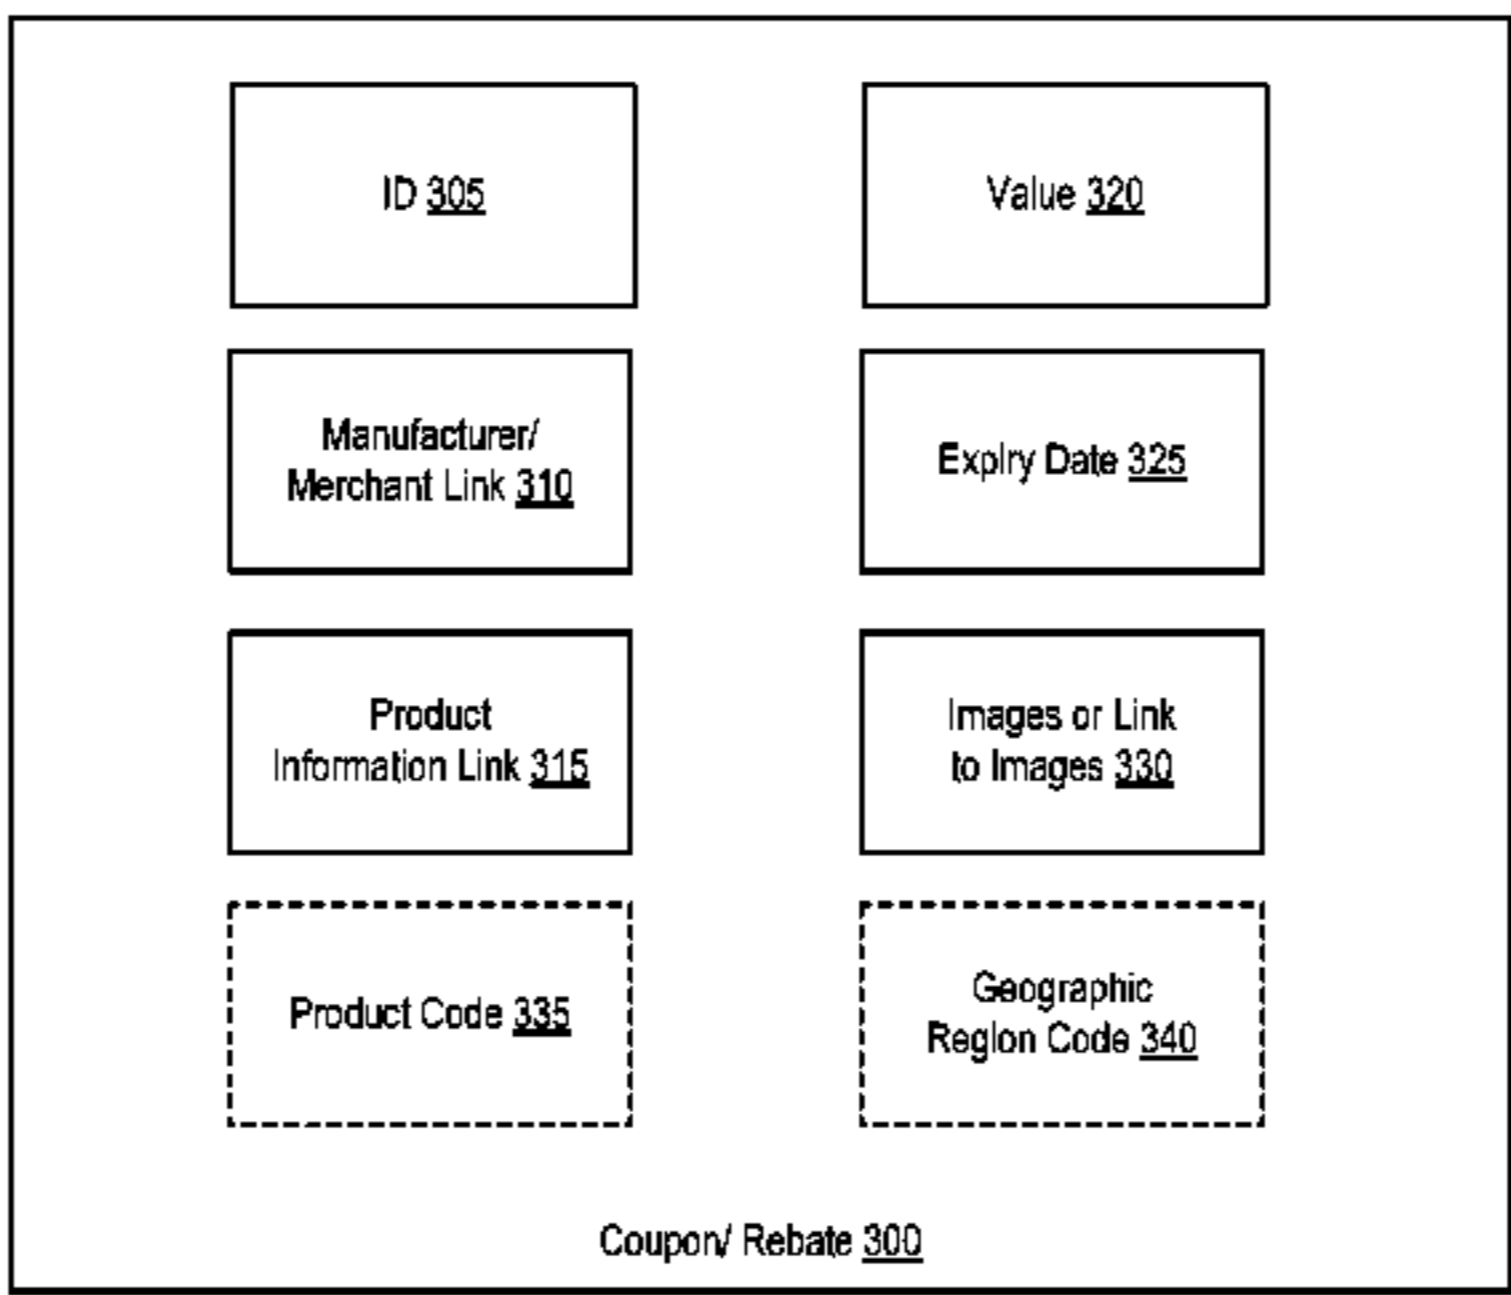 ID 305
Value 320
Manufacturer/
Merchant Link 310
Expiry Date 325
Product
Information Link 315
Images or Link
to Images 330
Product Code 335
Geographic
Region Code 340
Coupon/ Rebate 300